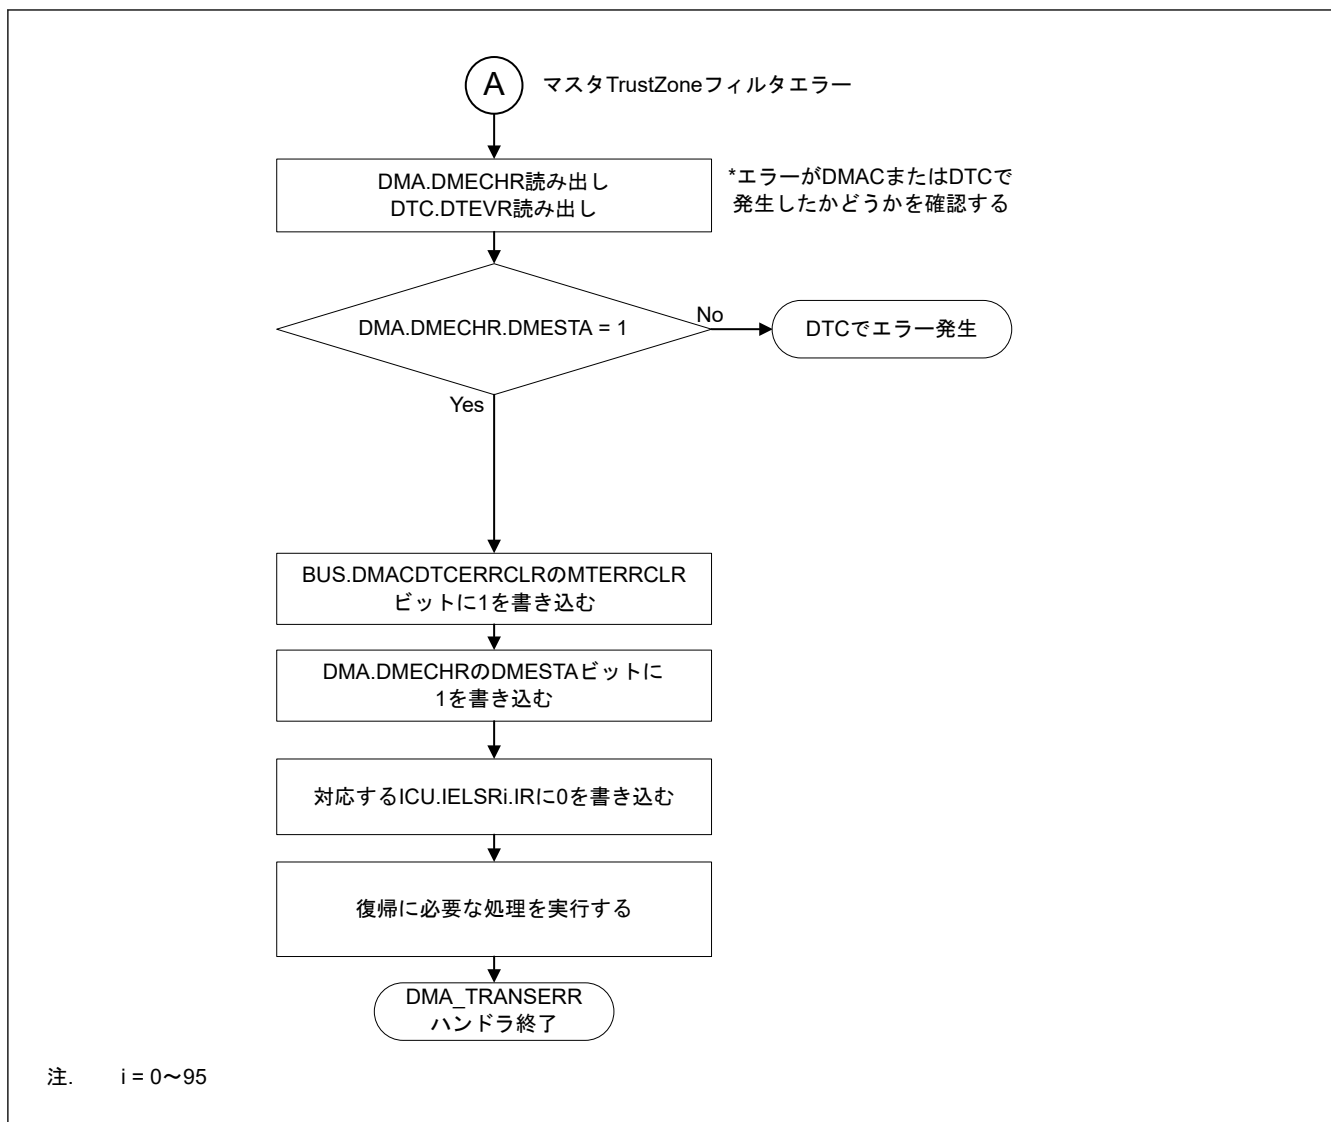 A
マスタTrustZoneフィルタエラー
DMA.DMECHR読み出し
DTC.DTEVR読み出し
*エラーがDMACまたはDTCで
発生したかどうかを確認する
DMA.DMECHR.DMESTA = 1
No
DTCでエラー発生
Yes
BUS.DMACDTCERRCLRのMTERRCLR
ビットに1を書き込む
DMA.DMECHRのDMESTAビットに
1を書き込む
対応するICU.IELSRi.IRに0を書き込む
復帰に必要な処理を実行する
DMA_TRANSERR
ハンドラ終了
注. i = 0～95